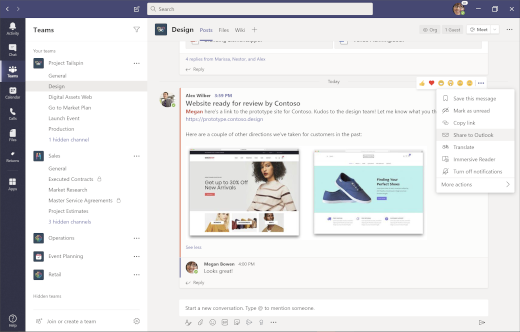 Search
Activity
Chat
Teams
Calendar
Calls
Files
Apps
Help
Teams
Your teams
Project Tailspin
General
Design
Digital Assets Web
Go to Market Plan
Launch Event
Production
1 hidden channel
Sales
General
Executed Contracts
Market Research
Master Service Agreements
Project Estimates
3 hidden channels
Operations
Event Planning
Retail
Hidden teams
Join or create a team
Design Posts Files Wiki
Org 1 Guest Meet
4 replies from Marissa, Nestor, and Alex
Reply
Today
Alex Wilber 3:59 PM
Website ready for review by Contoso
Megan here's a link to the prototype site for Contoso. Kudos to the design team! Let me know what you th
https://prototype.contoso.design
Here are a couple of other directions we've taken for customers in the past:
Get up to 30% Off
New Arrivals
Finding Your
Perfect Shoes
See less
Megan Bowen 4:00 PM
Looks great!
Reply
Start a new conversation. Type @ to mention someone.
Save this message
Mark as unread
Copy link
Share to Outlook
Translate
Immersive Reader
Turn off notifications
More actions